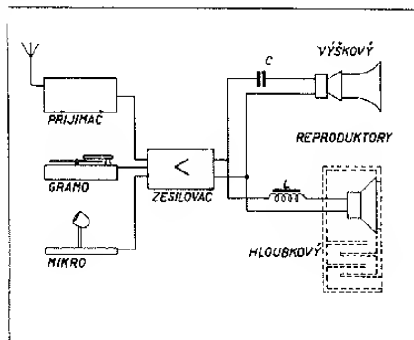 C
VÝŠKOVÝ
PŘIJIMAČ
REPRODUKTORY
GRAMO
ZESILOVAČ
L
HLOUBKOVÝ
MIKRO